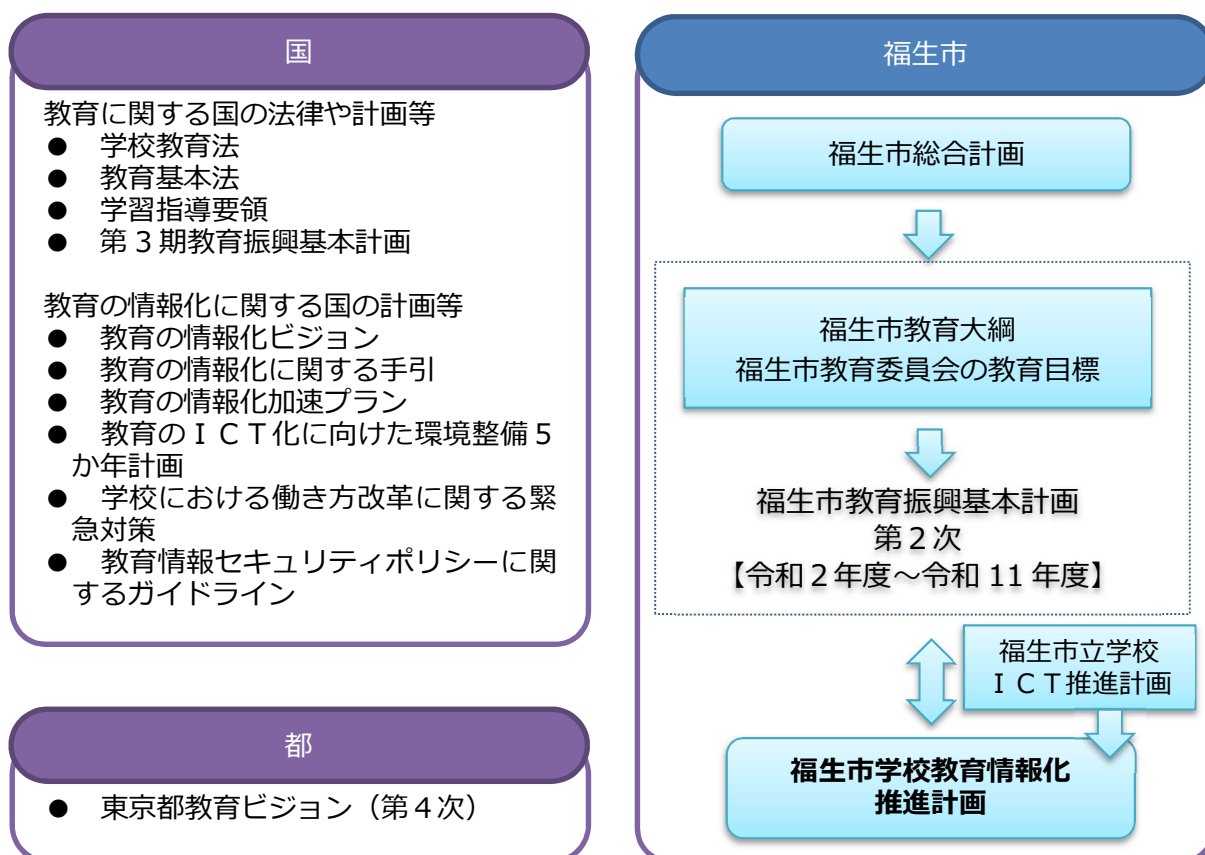 国
教育に関する国の法律や計画等
● 学校教育法
● 教育基本法
● 学習指導要領
● 第３期教育振興基本計画
教育の情報化に関する国の計画等
● 教育の情報化ビジョン
● 教育の情報化に関する手引
● 教育の情報化加速プラン
● 教育のＩＣＴ化に向けた環境整備５
か年計画
● 学校における働き方改革に関する緊
急対策
● 教育情報セキュリティポリシーに関
するガイドライン
都
● 東京都教育ビジョン（第４次）
福生市
福生市総合計画
福生市教育大綱
福生市教育委員会の教育目標
福生市教育振興基本計画
第２次
【令和２年度～令和 11 年度】
福生市立学校
ＩＣＴ推進計画
福生市学校教育情報化
推進計画